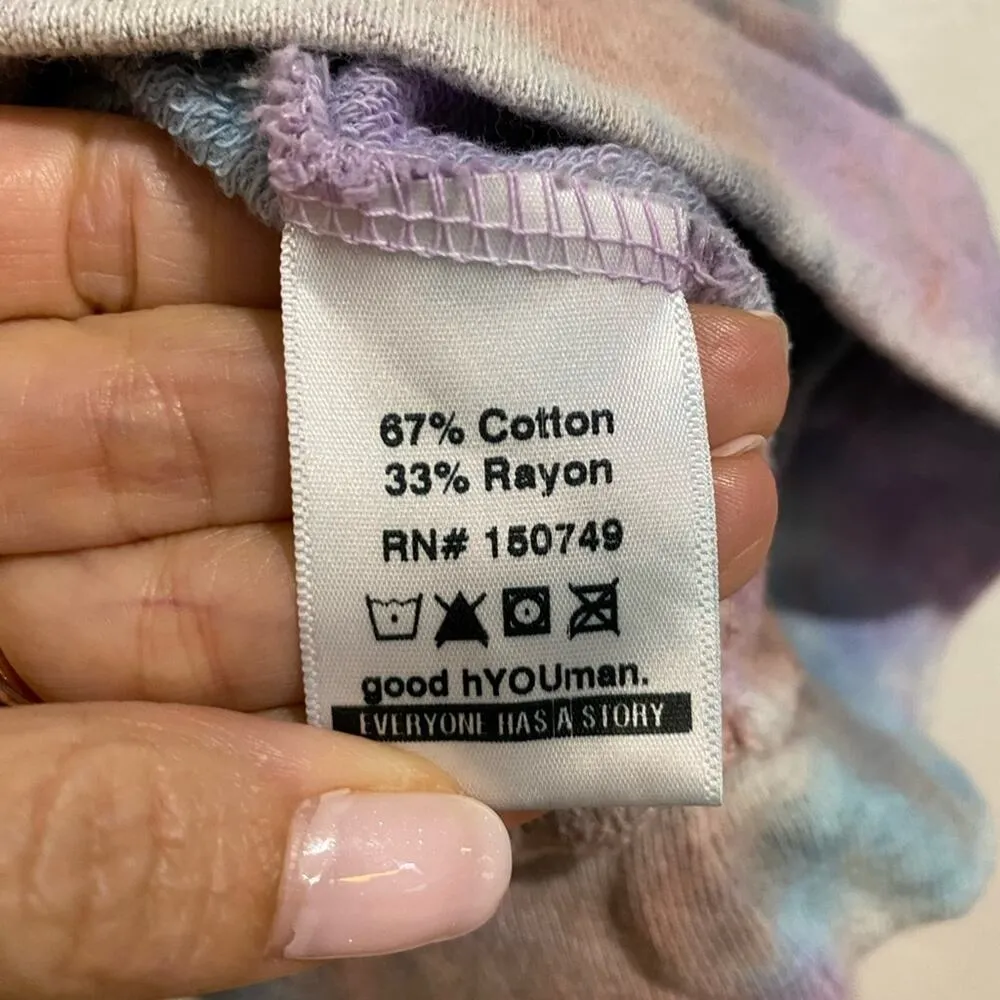 67% Cotton
33% Rayon
RN# 150749
good hYOUman.
EVERYONE HAS A STORY